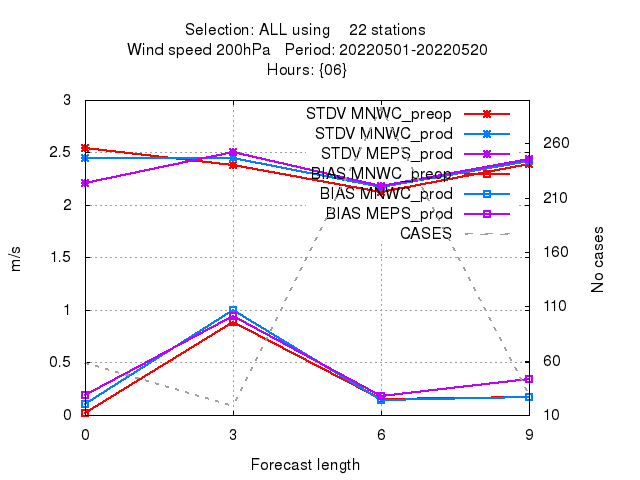 Selection: ALL using 22 stations
Wind speed 200hPa Period: 20220501-20220520
Hours: {06}
STDV MNWC_preop
STDV MNWC_prod
STDV MEPS_prod
BIAS MNWC_preop
BIAS MNWC_prod
BIAS MEPS_prod
CASES
3
2.5
2
1.5
1
0.5
0
m/s
260
210
160
110
60
10
No cases
0 3 6 9
Forecast length